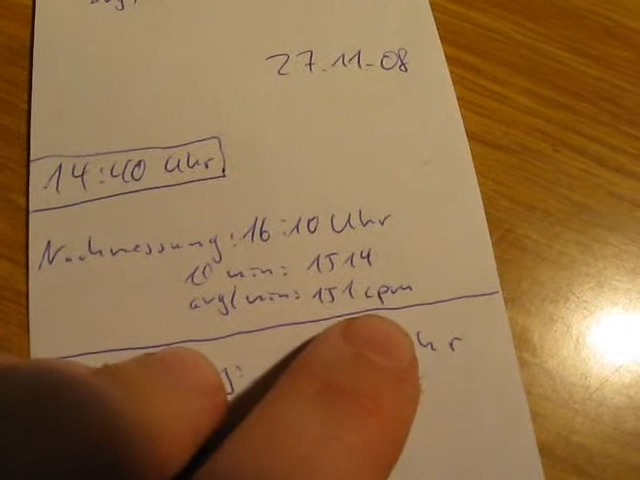 27.11.08
14:40 Uhr
Nachmessung: 16:10 Uhr
10 min: 1514
avg/min: 151 cpm